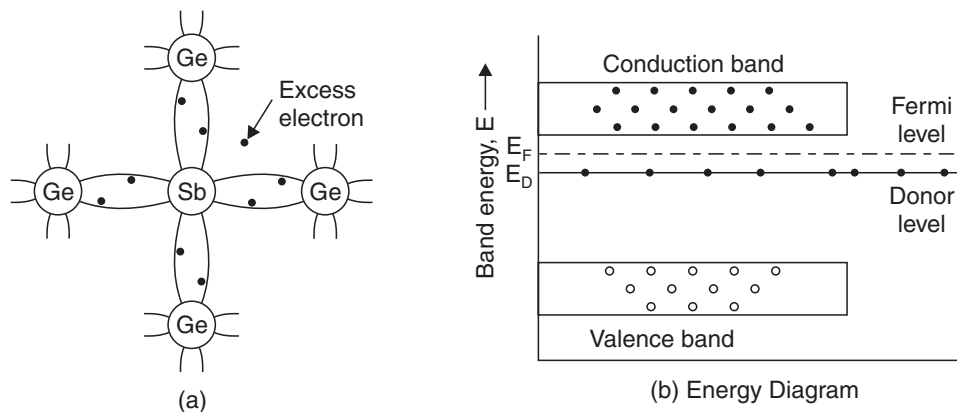 Ge
Excess
electron
Ge
Sb
Ge
Ge
(a)
Band energy, E
Conduction band
Fermi
level
E_F
E_D
Donor
level
Valence band
(b) Energy Diagram